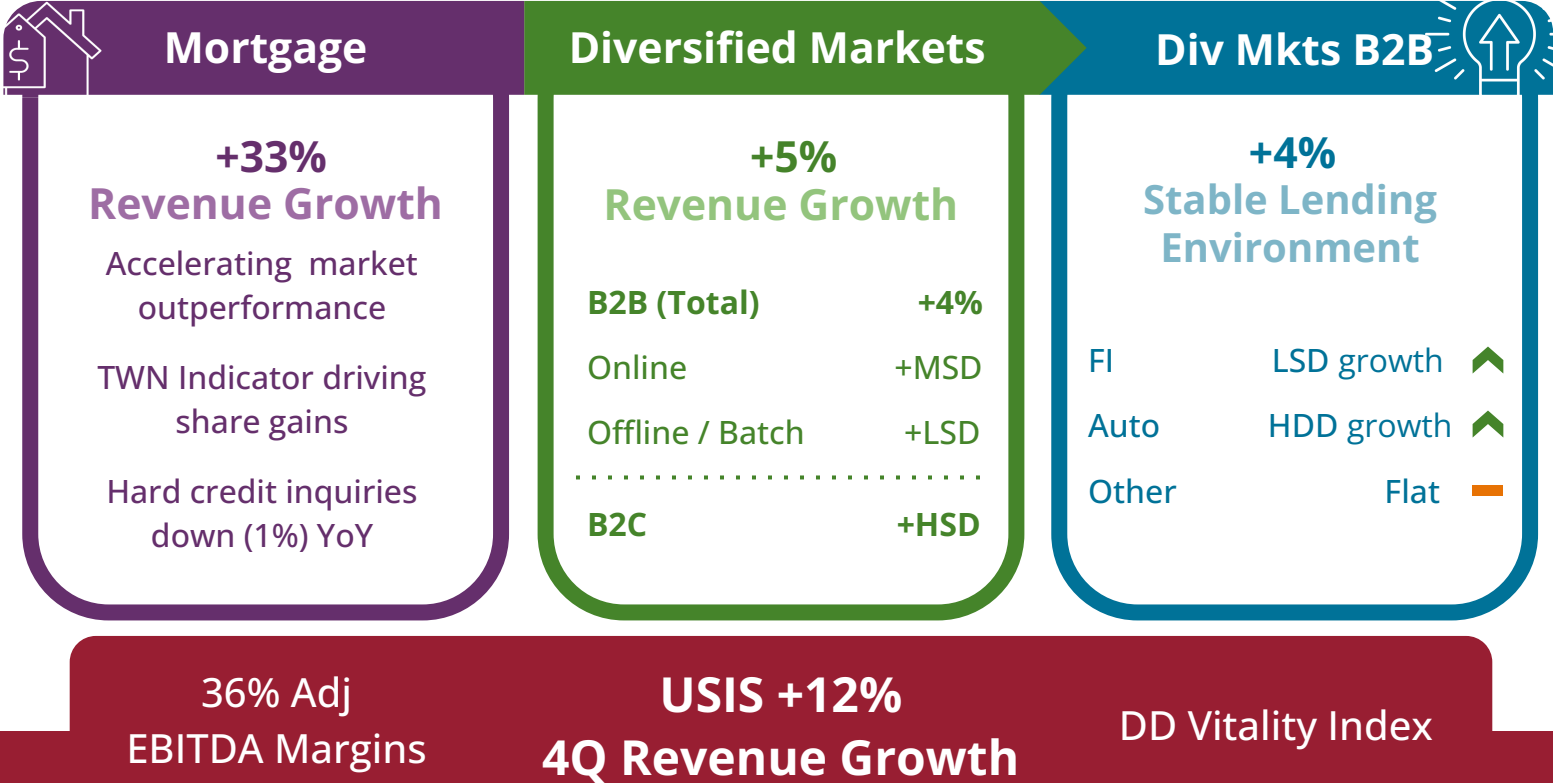 $
Mortgage
+33%
Revenue Growth
Accelerating market
outperformance
TWN Indicator driving
share gains
Hard credit inquiries
down (1%) YoY
Diversified Markets
+5%
Revenue Growth
B2B (Total) +4%
Online +MSD
Offline / Batch +LSD
B2C +HSD
Div Mkts B2B
+4%
Stable Lending
Environment
FI LSD growth
Auto HDD growth
Other Flat
36% Adj
EBITDA Margins
USIS +12%
4Q Revenue Growth
DD Vitality Index